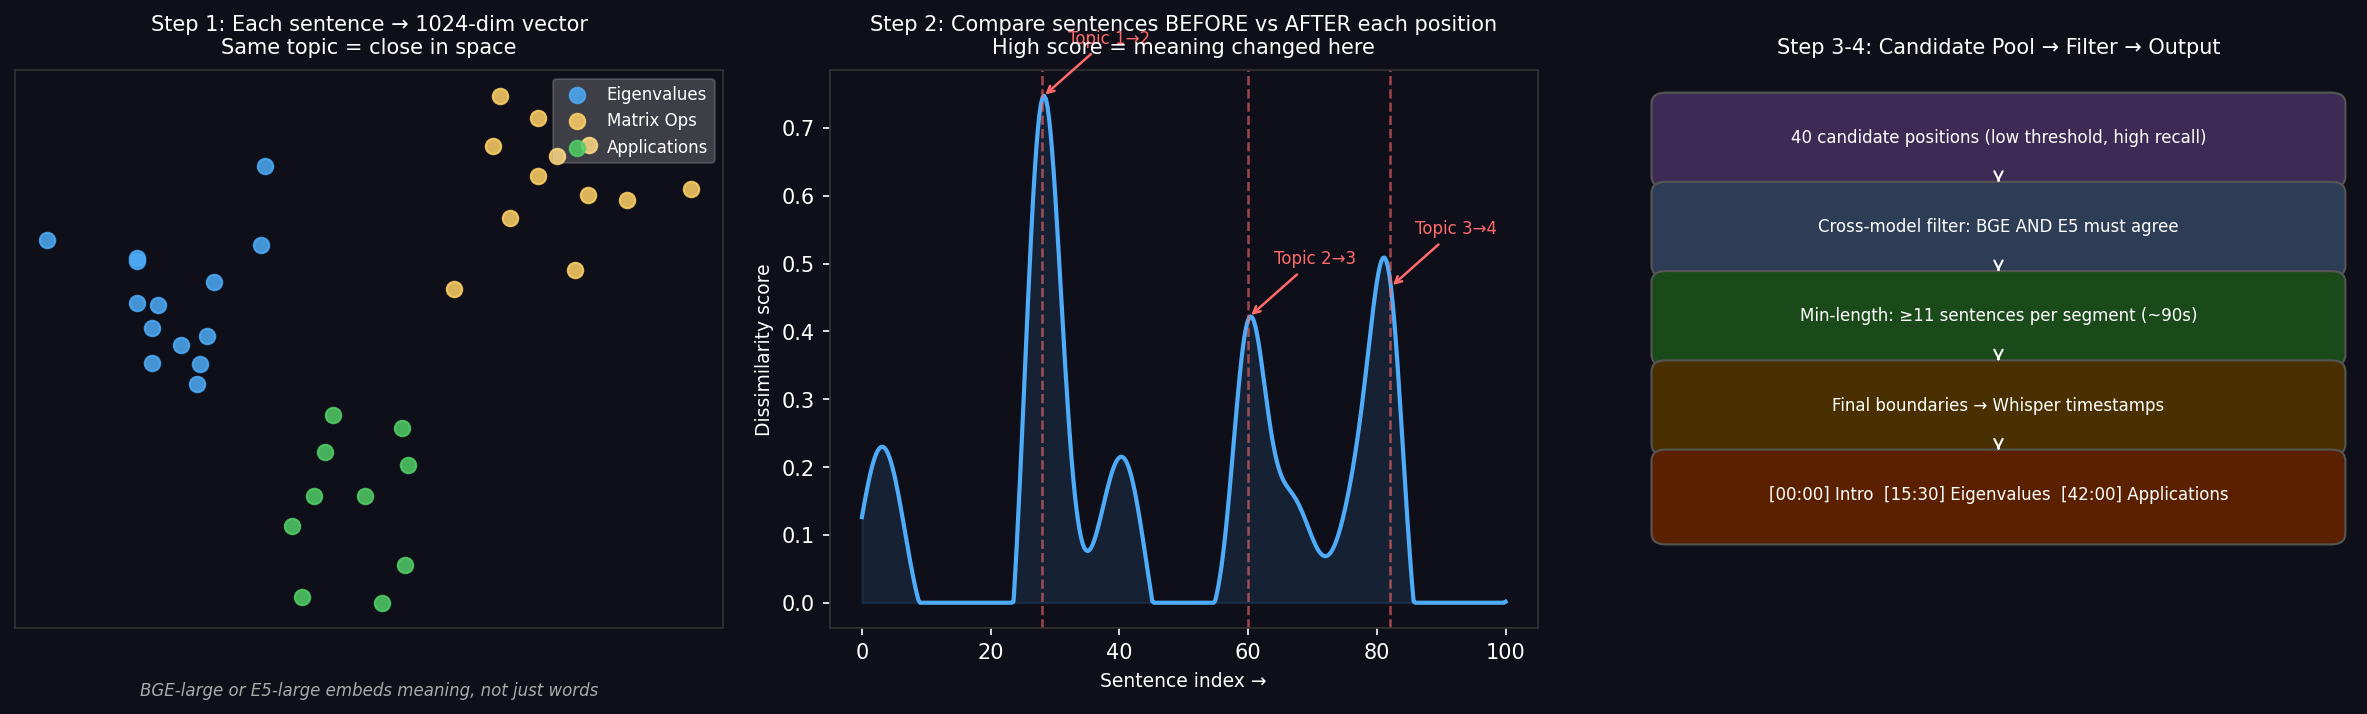 Step 1: Each sentence → 1024-dim vector
Same topic = close in space
Eigenvalues
Matrix Ops
Applications
BGE-large or E5-large embeds meaning, not just words
Step 2: Compare sentences BEFORE vs AFTER each position
High score = meaning changed here
Topic 1→2
Topic 2→3
Topic 3→4
Dissimilarity score
0.7
0.6
0.5
0.4
0.3
0.2
0.1
0.0
0 20 40 60 80 100
Sentence index →
Step 3-4: Candidate Pool → Filter → Output
40 candidate positions (low threshold, high recall)
Cross-model filter: BGE AND E5 must agree
Min-length: ≥11 sentences per segment (~90s)
Final boundaries → Whisper timestamps
[00:00] Intro  [15:30] Eigenvalues  [42:00] Applications